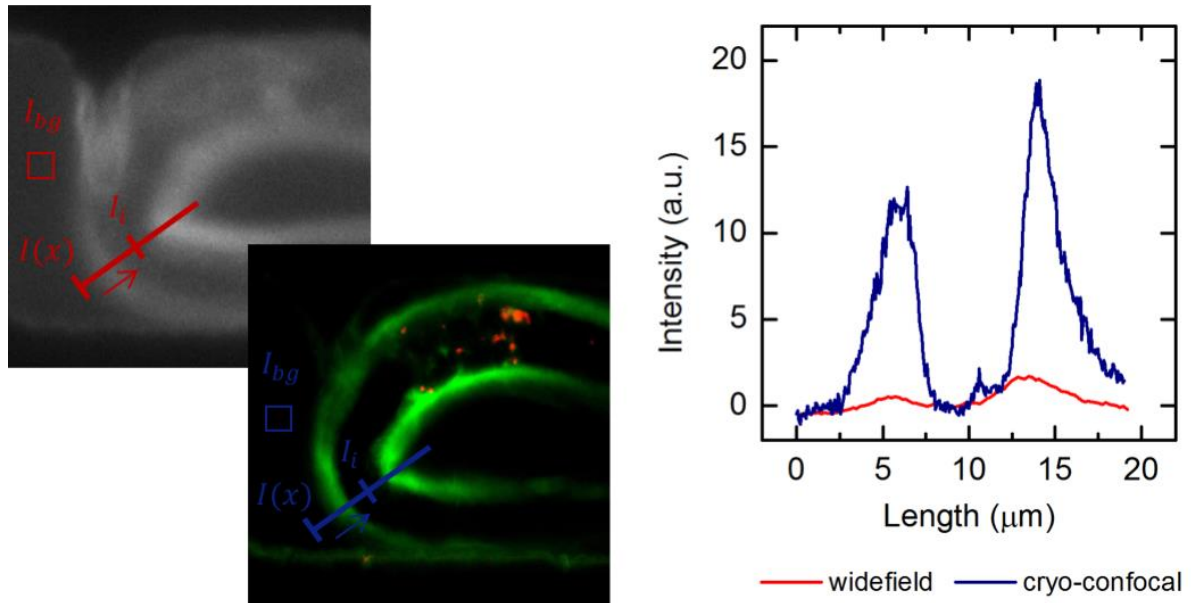 I_bg
I_i
I(x)
I_bg
I_i
I(x)
Intensity (a.u.)
20
15
10
5
0
0
5
10
15
20
Length (μm)
widefield
cryo-confocal